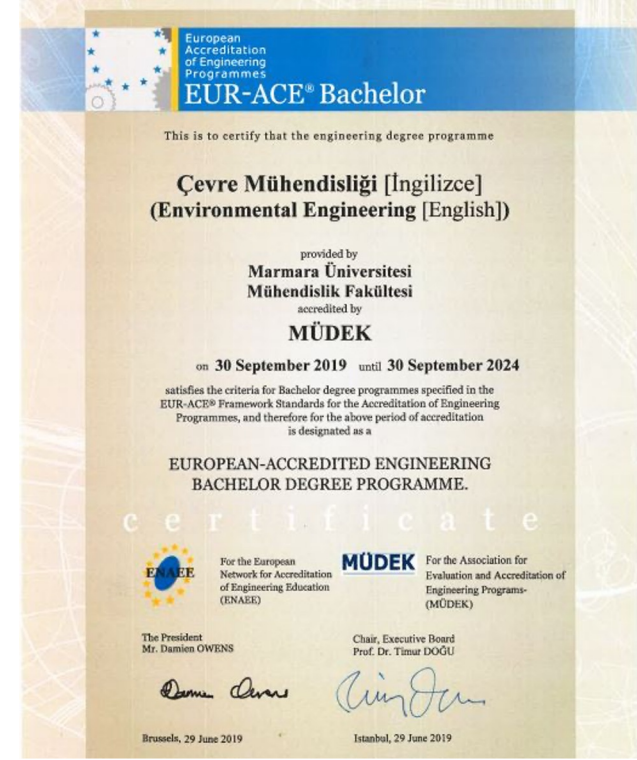 European
Accreditation
of Engineering
Programmes
EUR-ACE® Bachelor
This is to certify that the engineering degree programme
Çevre Mühendisliği [İngilizce]
(Environmental Engineering [English])
provided by
Marmara Üniversitesi
Mühendislik Fakültesi
accredited by
MÜDEK
on 30 September 2019 until 30 September 2024
satisfies the criteria for Bachelor degree programmes specified in the
EUR-ACE® Framework Standards for the Accreditation of Engineering
Programmes, and therefore for the above period of accreditation
is designated as a
EUROPEAN-ACCREDITED ENGINEERING
BACHELOR DEGREE PROGRAMME.
certificate
ENAEE
For the European
Network for Accreditation
of Engineering Education
(ENAEE)
MÜDEK
For the Association for
Evaluation and Accreditation of
Engineering Programs-
(MÜDEK)
The President
Mr. Damien OWENS
Chair, Executive Board
Prof. Dr. Timur DOĞU
Damien Owens
Brussels, 29 June 2019
Istanbul, 29 June 2019